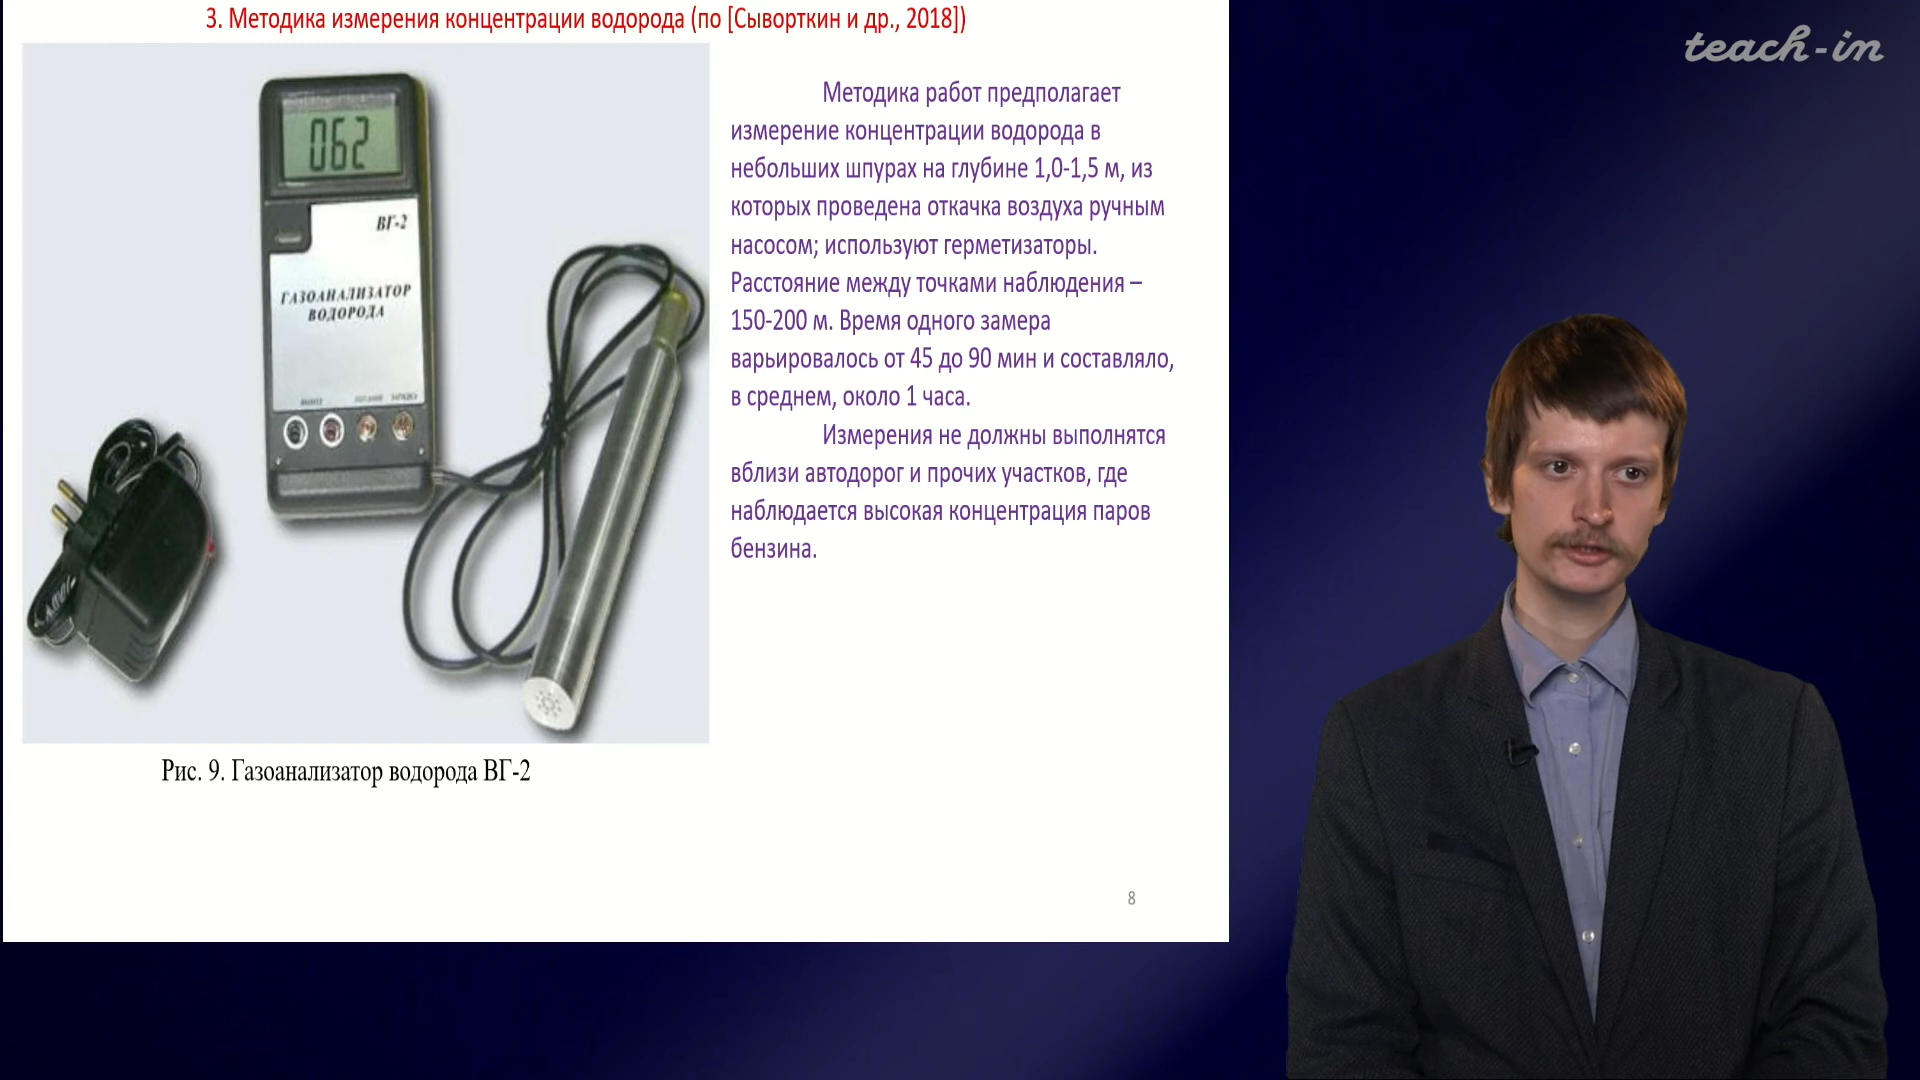 3. Методика измерения концентрации водорода (по [Сыворткин и др., 2018])
teach-in
062
ВГ-2
ГАЗОАНАЛИЗАТОР
ВОДОРОДА
Методика работ предполагает
измерение концентрации водорода в
небольших шпурах на глубине 1,0-1,5 м, из
которых проведена откачка воздуха ручным
насосом; используют герметизаторы.
Расстояние между точками наблюдения –
150-200 м. Время одного замера
варьировалось от 45 до 90 мин и составляло,
в среднем, около 1 часа.
Измерения не должны выполнятся
вблизи автодорог и прочих участков, где
наблюдается высокая концентрация паров
бензина.
Рис. 9. Газоанализатор водорода ВГ-2
8